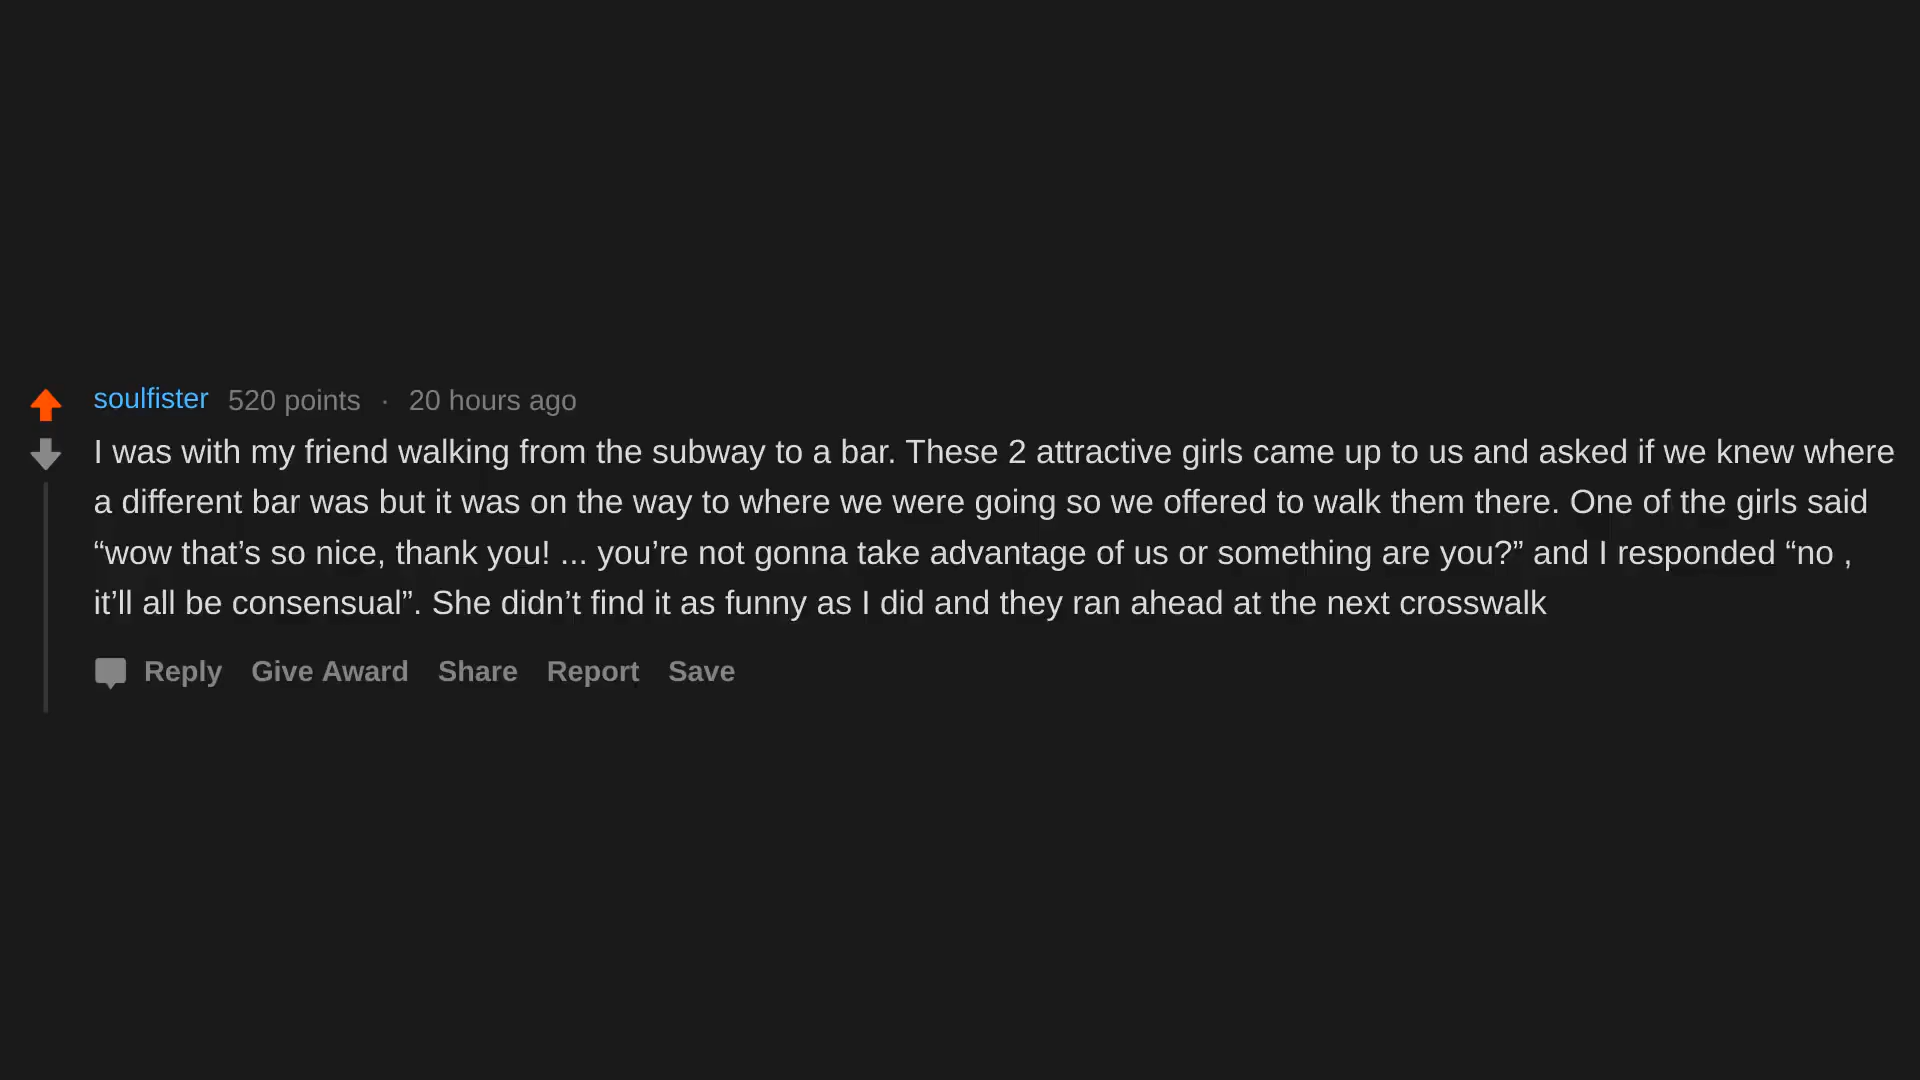 soulfister 520 points · 20 hours ago
I was with my friend walking from the subway to a bar. These 2 attractive girls came up to us and asked if we knew where
a different bar was but it was on the way to where we were going so we offered to walk them there. One of the girls said
“wow that’s so nice, thank you! ... you’re not gonna take advantage of us or something are you?” and I responded “no ,
it’ll all be consensual”. She didn’t find it as funny as I did and they ran ahead at the next crosswalk
Reply Give Award Share Report Save